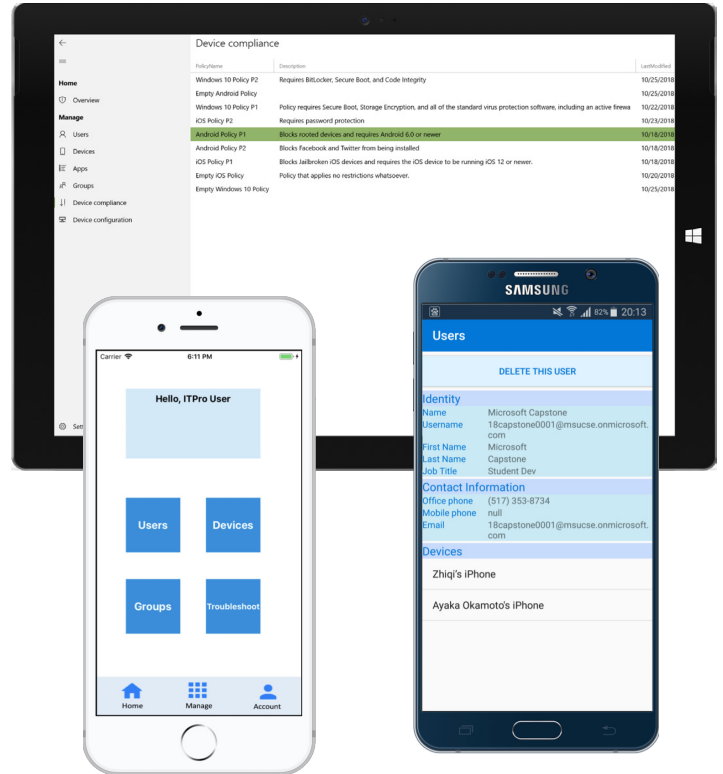 Device compliance
PolicyName Description LastModified
Windows 10 Policy P2 Requires BitLocker, Secure Boot, and Code Integrity 10/25/2018
Empty Android Policy 10/25/2018
Windows 10 Policy P1 Policy requires Secure Boot, Storage Encryption, and all of the standard virus protection software, including an active firewa 10/22/2018
iOS Policy P2 Requires password protection 10/23/2018
Android Policy P1 Blocks rooted devices and requires Android 6.0 or newer 10/18/2018
Android Policy P2 Blocks Facebook and Twitter from being installed 10/18/2018
iOS Policy P1 Blocks Jailbroken iOS devices and requires the iOS device to be running iOS 12 or newer. 10/18/2018
Empty iOS Policy Policy that applies no restrictions whatsoever. 10/20/2018
Empty Windows 10 Policy 10/25/2018
Home
Overview
Manage
Users
Devices
Apps
Groups
Device compliance
Device configuration
Sett
Carrier 6:11 PM
Hello, ITPro User
Users Devices
Groups Troubleshoot
Home Manage Account
SAMSUNG
82% 20:13
Users
DELETE THIS USER
Identity
Name Microsoft Capstone
Username 18capstone0001@msucse.onmicrosoft.
com
First Name Microsoft
Last Name Capstone
Job Title Student Dev
Contact Information
Office phone (517) 353-8734
Mobile phone null
Email 18capstone0001@msucse.onmicrosoft.
com
Devices
Zhiqi's iPhone
Ayaka Okamoto's iPhone